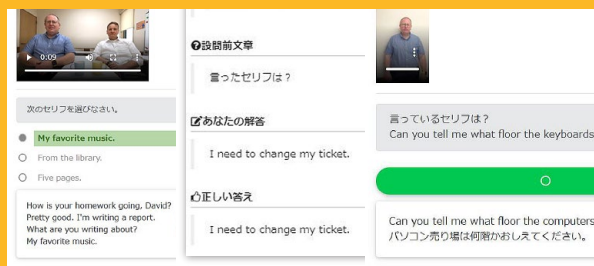 0:09
次のセリフを選びなさい。
My favorite music.
From the library.
Five pages.
How is your homework going, David?
Pretty good. I'm writing a report.
What are you writing about?
My favorite music.
設問前文章
言ったセリフは？
あなたの解答
I need to change my ticket.
正しい答え
I need to change my ticket.
言っているセリフは？
Can you tell me what floor the keyboards
Can you tell me what floor the computers
パソコン売り場は何階かおしえてください。